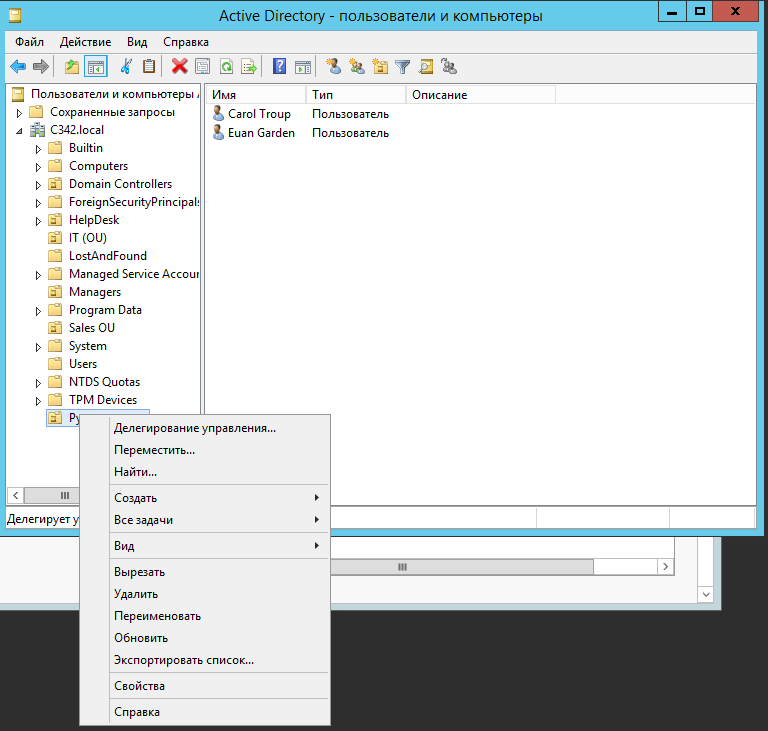 Active Directory - пользователи и компьютеры
Файл Действие Вид Справка
Пользователи и компьютеры
Сохраненные запросы
C342.local
Builtin
Computers
Domain Controllers
ForeignSecurityPrincipals
HelpDesk
IT (OU)
LostAndFound
Managed Service Accour
Managers
Program Data
Sales OU
System
Users
NTDS Quotas
TPM Devices
Имя Тип Описание
Carol Troup Пользователь
Euan Garden Пользователь
Делегирует у
Делегирование управления...
Переместить...
Найти...
Создать
Все задачи
Вид
Вырезать
Удалить
Переименовать
Обновить
Экспортировать список...
Свойства
Справка